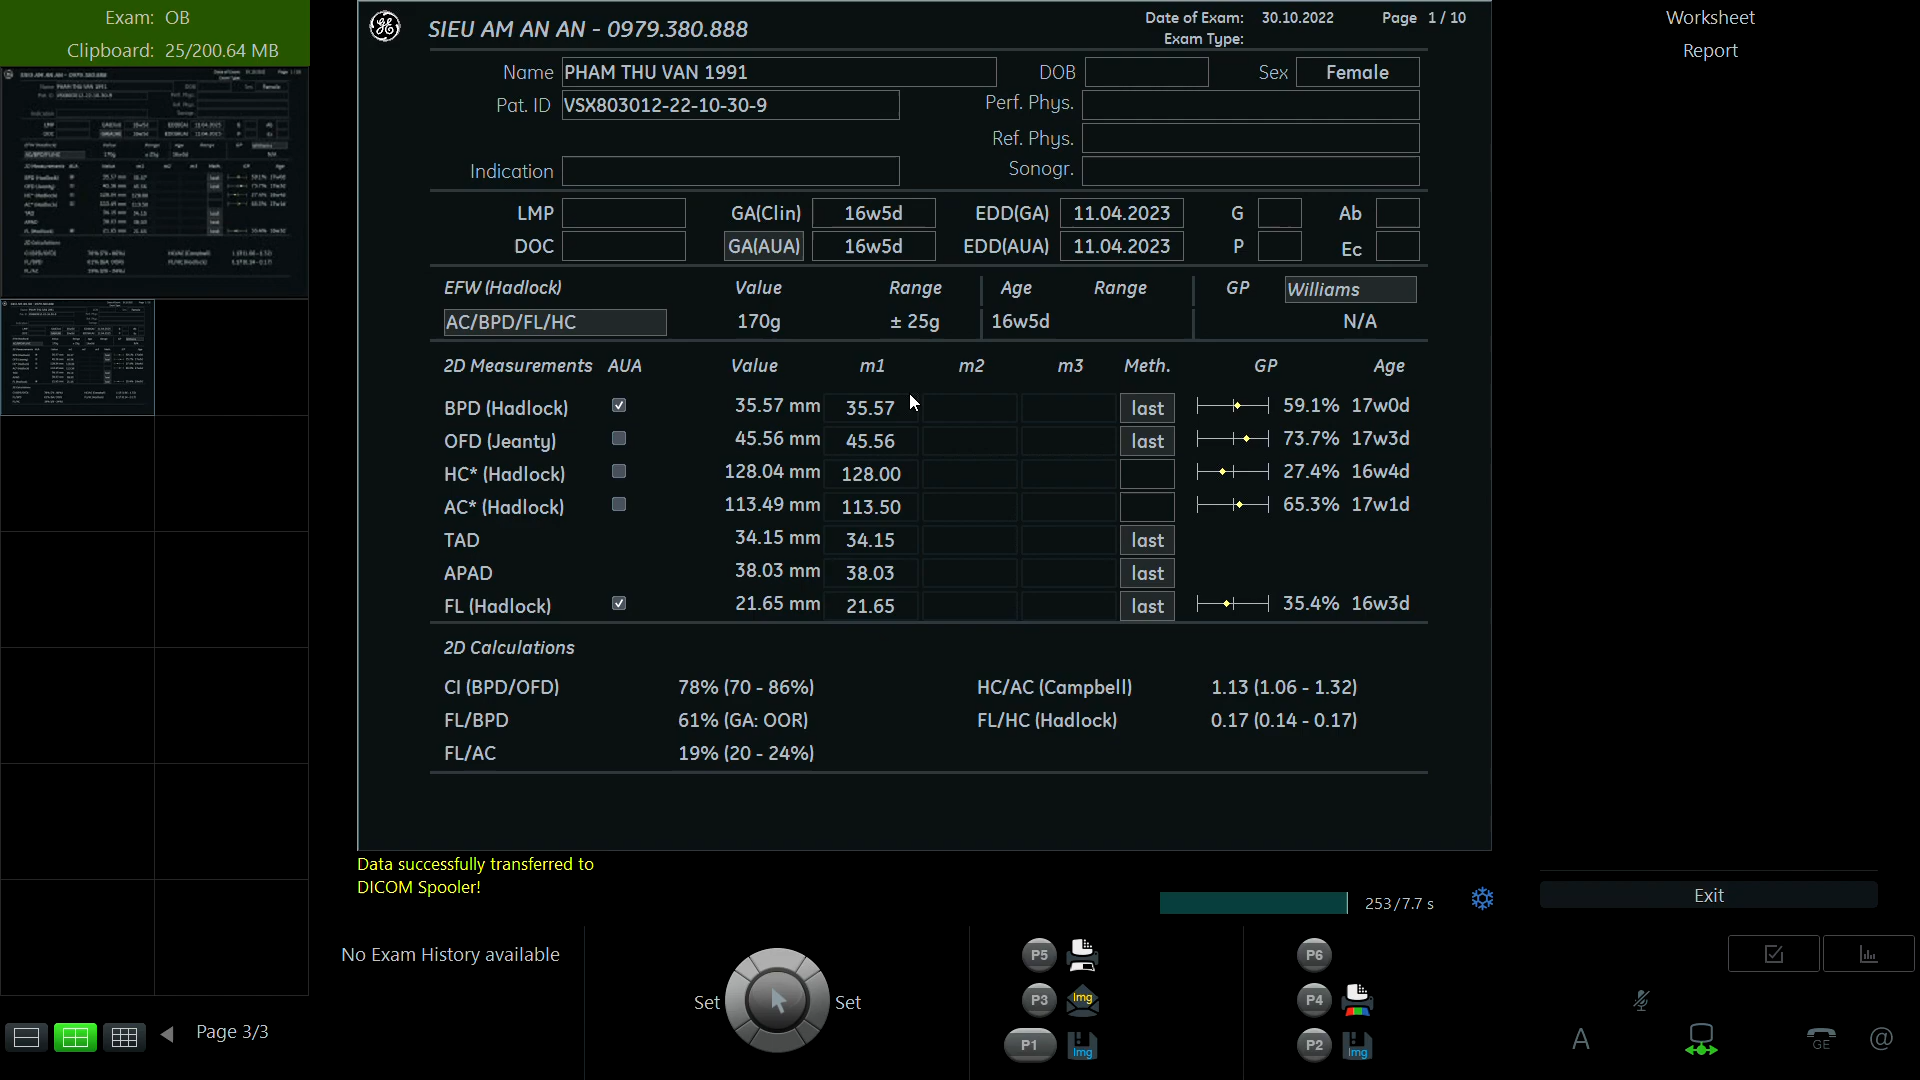 Exam: OB
Clipboard: 25/200.64 MB
SIEU AM AN AN - 0979.380.888
Date of Exam: 30.10.2022 Page 1 / 10
Exam Type:
Name PHAM THU VAN 1991 DOB Sex Female
Pat. ID VSX803012-22-10-30-9 Perf. Phys.
Ref. Phys.
Indication Sonogr.
LMP GA(Clin) 16w5d EDD(GA) 11.04.2023 G Ab
DOC GA(AUA) 16w5d EDD(AUA) 11.04.2023 P Ec
EFW (Hadlock) Value Range Age Range GP Williams
AC/BPD/FL/HC 170g ± 25g 16w5d N/A
2D Measurements AUA Value m1 m2 m3 Meth. GP Age
BPD (Hadlock) 35.57 mm 35.57 last 59.1% 17w0d
OFD (Jeanty) 45.56 mm 45.56 last 73.7% 17w3d
HC* (Hadlock) 128.04 mm 128.00 27.4% 16w4d
AC* (Hadlock) 113.49 mm 113.50 65.3% 17w1d
TAD 34.15 mm 34.15 last
APAD 38.03 mm 38.03 last
FL (Hadlock) 21.65 mm 21.65 last 35.4% 16w3d
2D Calculations
CI (BPD/OFD) 78% (70 - 86%) HC/AC (Campbell) 1.13 (1.06 - 1.32)
FL/BPD 61% (GA: OOR) FL/HC (Hadlock) 0.17 (0.14 - 0.17)
FL/AC 19% (20 - 24%)
Worksheet
Report
Data successfully transferred to
DICOM Spooler!
253/7.7 s
Exit
No Exam History available
Set Set
P5 P6
P3 Img P4
P1 Img P2 Img
A GE @
Page 3/3